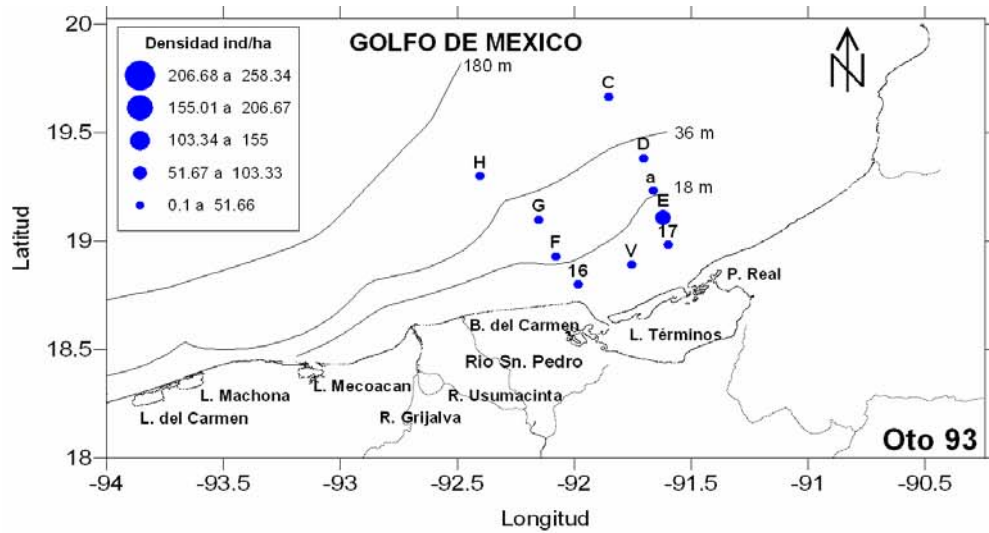 20
19.5
19
18.5
18
Latitud
Densidad ind/ha
206.68 a 258.34
155.01 a 206.67
103.34 a 155
51.67 a 103.33
0.1 a 51.66
GOLFO DE MEXICO
N
180 m
C
36 m
D
H
a
18 m
E
G
17
F
V
16
P. Real
B. del Carmen
L. Términos
Rio Sn. Pedro
L. Mecoacan
L. Machona
R. Usumacinta
L. del Carmen
R. Grijalva
Oto 93
-94
-93.5
-93
-92.5
-92
-91.5
-91
-90.5
Longitud